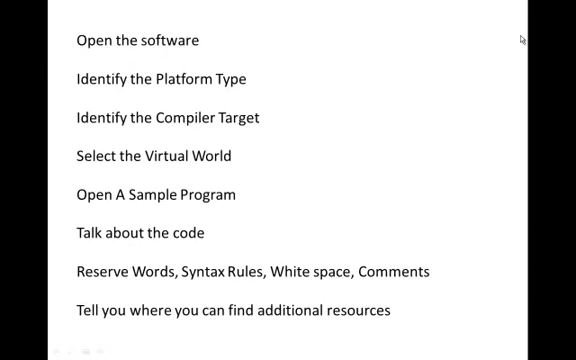 Open the software
Identify the Platform Type
Identify the Compiler Target
Select the Virtual World
Open A Sample Program
Talk about the code
Reserve Words, Syntax Rules, White space, Comments
Tell you where you can find additional resources